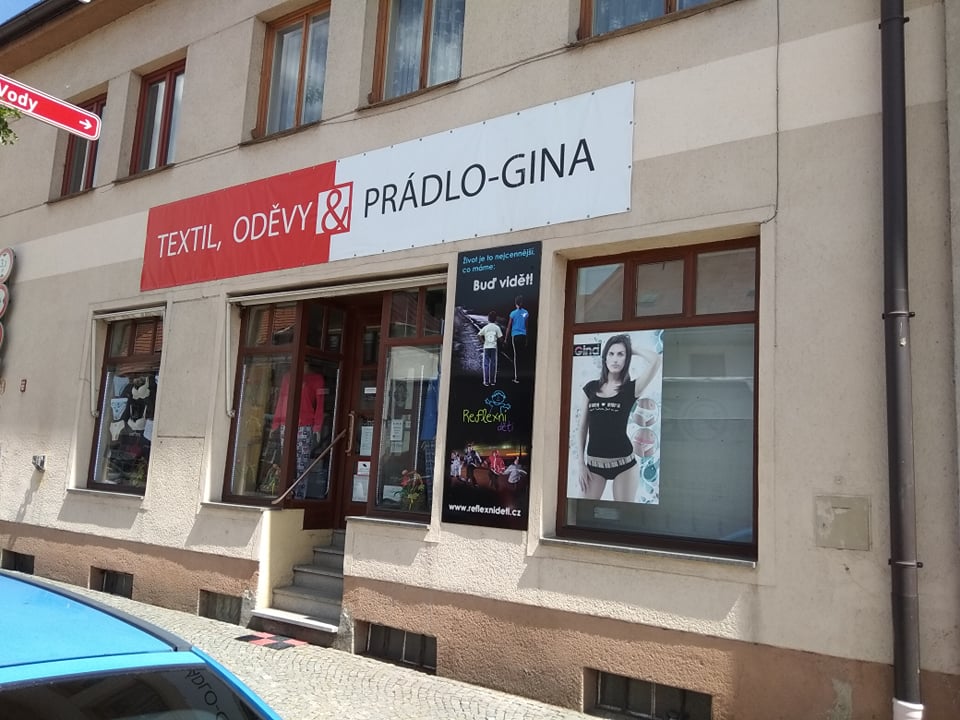 Vody
TEXTIL, ODĚVY & PRÁDLO-GINA
Život je to nejcennější,
co máme:
Buď vidět!
Reflexní
děti
www.reflexnideti.cz
Gina